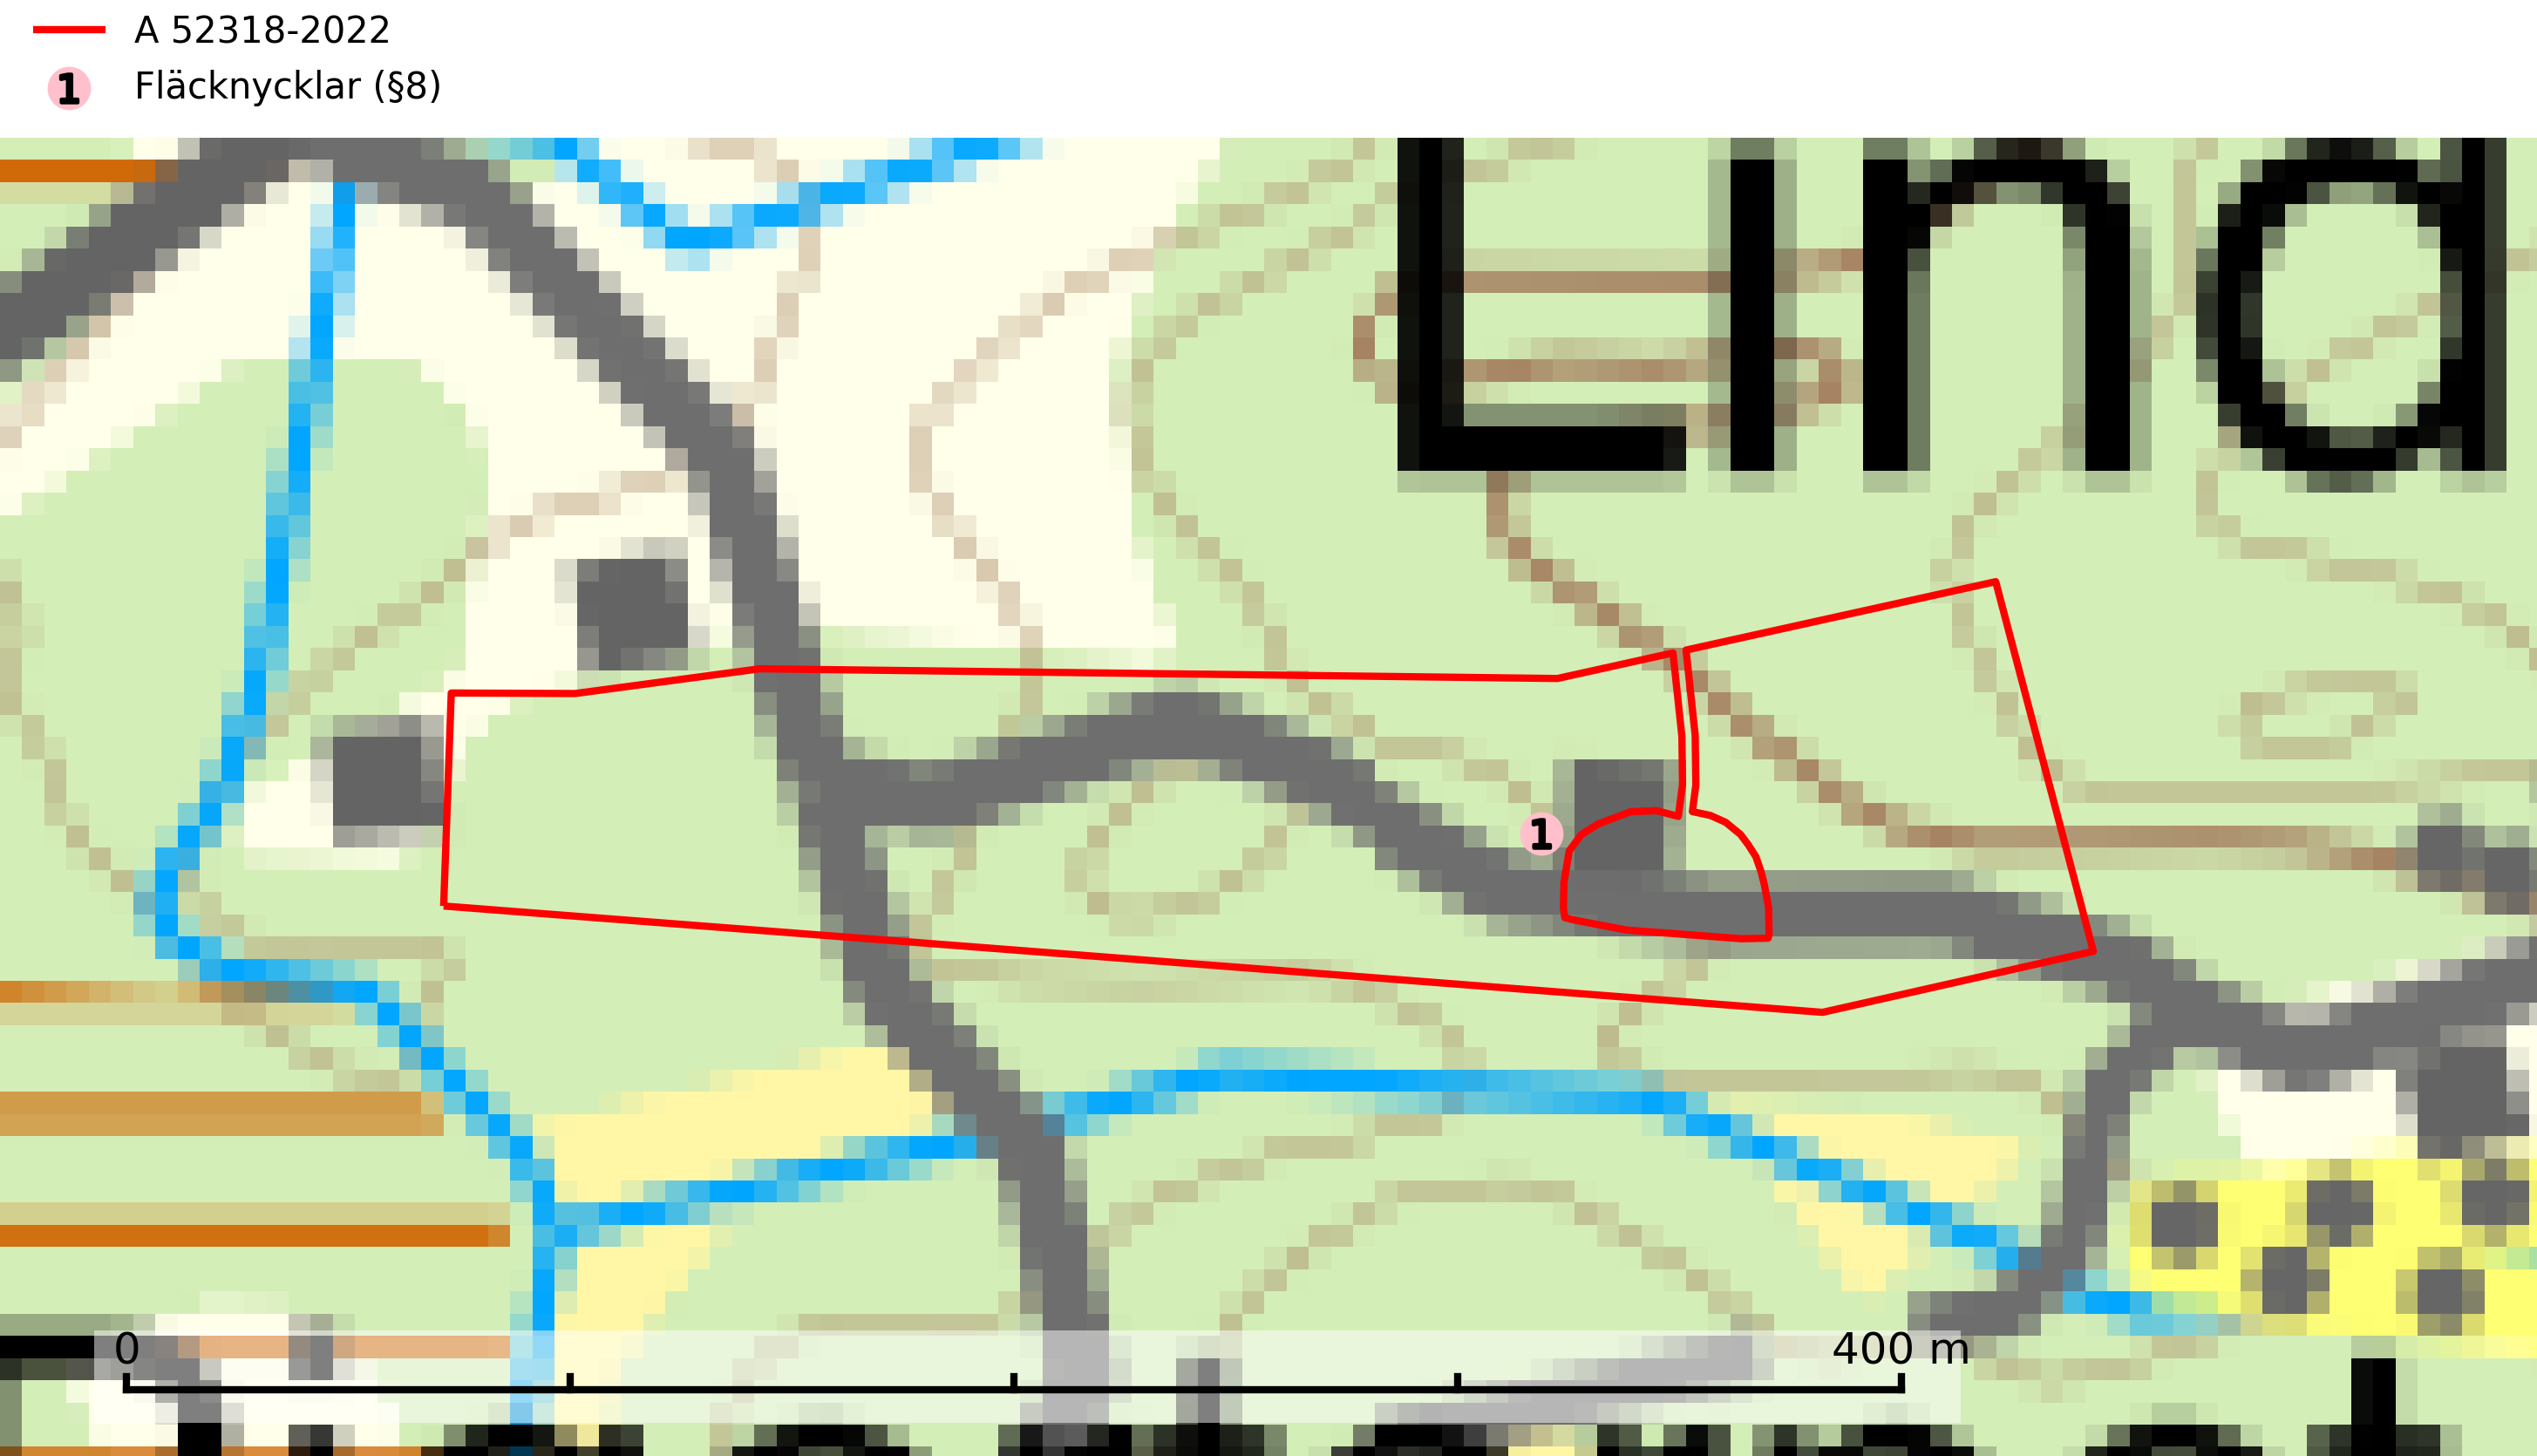 A 52318-2022
1 Fläcknycklar (§8)
Lind
1
0 400 m